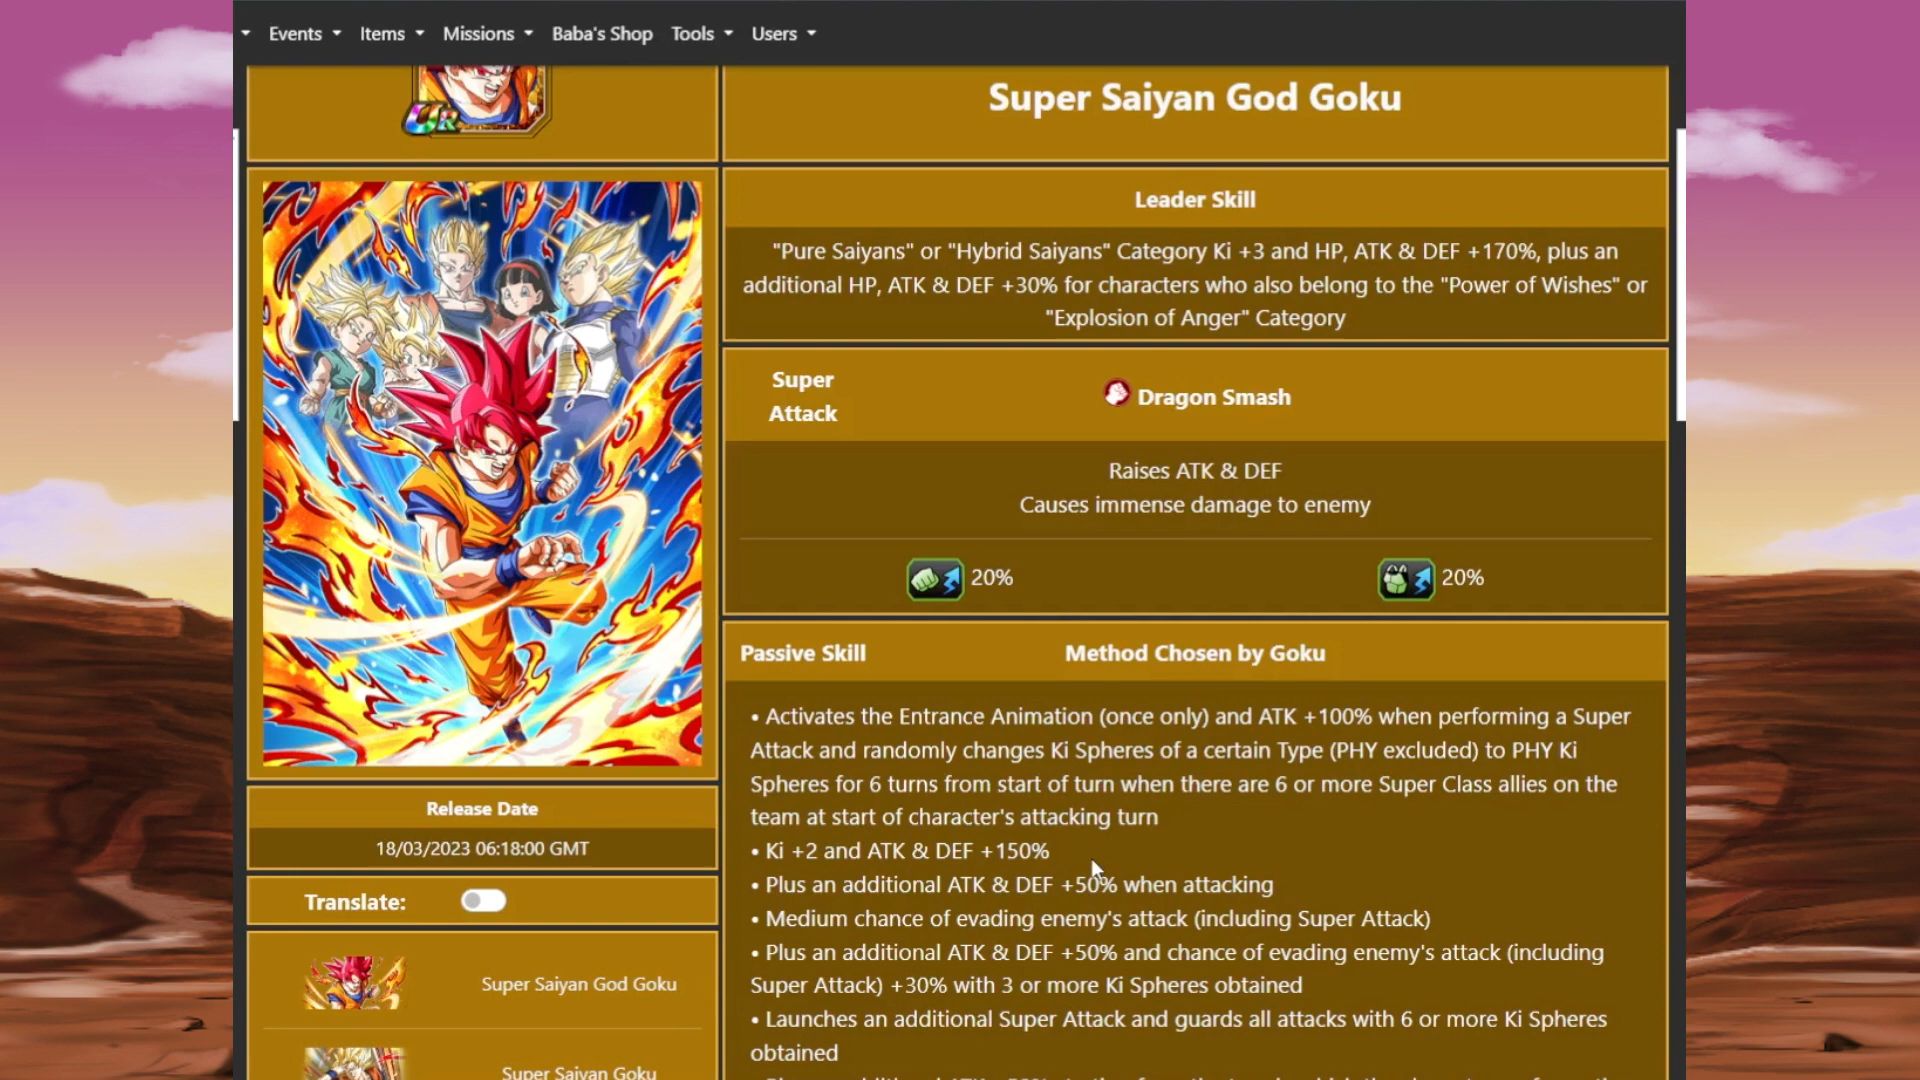 Events
Items
Missions
Baba's Shop
Tools
Users
UR
Super Saiyan God Goku
Leader Skill
"Pure Saiyans" or "Hybrid Saiyans" Category Ki +3 and HP, ATK & DEF +170%, plus an
additional HP, ATK & DEF +30% for characters who also belong to the "Power of Wishes" or
"Explosion of Anger" Category
Super
Attack
Dragon Smash
Raises ATK & DEF
Causes immense damage to enemy
20%
20%
Passive Skill
Method Chosen by Goku
• Activates the Entrance Animation (once only) and ATK +100% when performing a Super
Attack and randomly changes Ki Spheres of a certain Type (PHY excluded) to PHY Ki
Spheres for 6 turns from start of turn when there are 6 or more Super Class allies on the
team at start of character's attacking turn
• Ki +2 and ATK & DEF +150%
• Plus an additional ATK & DEF +50% when attacking
• Medium chance of evading enemy's attack (including Super Attack)
• Plus an additional ATK & DEF +50% and chance of evading enemy's attack (including
Super Attack) +30% with 3 or more Ki Spheres obtained
• Launches an additional Super Attack and guards all attacks with 6 or more Ki Spheres
obtained
Release Date
18/03/2023 06:18:00 GMT
Translate:
Super Saiyan God Goku
Super Saiyan Goku